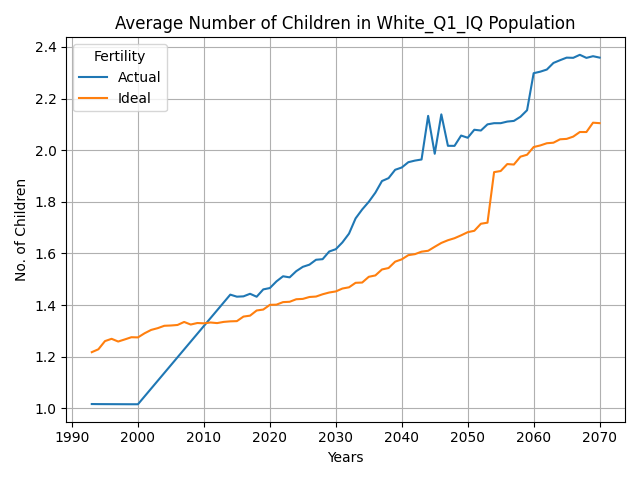 Average Number of Children in White_Q1_IQ Population
Fertility
Actual
Ideal
No. of Children
2.4
2.2
2.0
1.8
1.6
1.4
1.2
1.0
1990 2000 2010 2020 2030 2040 2050 2060 2070
Years